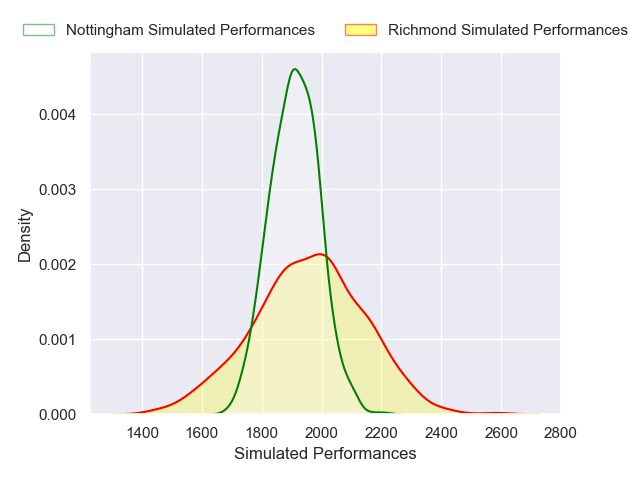 Nottingham Simulated Performances
Richmond Simulated Performances
Density
0.004
0.003
0.002
0.001
0.000
1400 1600 1800 2000 2200 2400 2600 2800
Simulated Performances